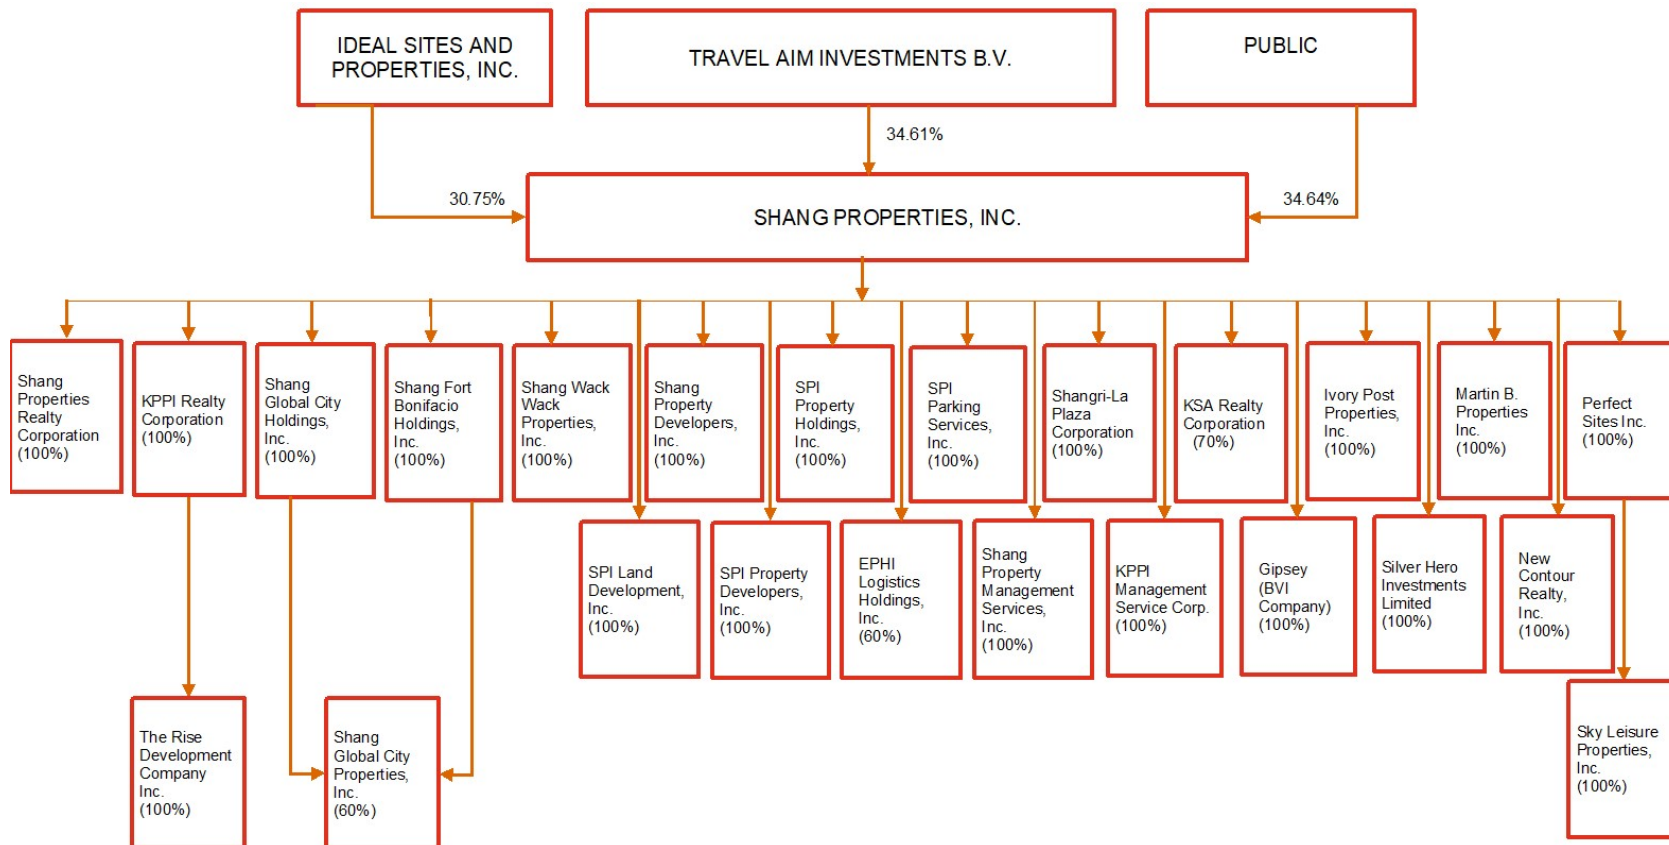 IDEAL SITES AND
PROPERTIES, INC.
TRAVEL AIM INVESTMENTS B.V.
PUBLIC
34.61%
30.75%
34.64%
SHANG PROPERTIES, INC.
Shang
Properties
Realty
Corporation
(100%)
KPPI Realty
Corporation
(100%)
Shang
Global City
Holdings,
Inc.
(100%)
Shang Fort
Bonifacio
Holdings,
Inc.
(100%)
Shang Wack
Wack
Properties,
Inc.
(100%)
Shang
Property
Developers,
Inc.
(100%)
SPI
Property
Holdings,
Inc.
(100%)
SPI
Parking
Services,
Inc.
(100%)
Shangri-La
Plaza
Corporation
(100%)
KSA Realty
Corporation
(70%)
Ivory Post
Properties,
Inc.
(100%)
Martin B.
Properties
Inc.
(100%)
Perfect
Sites Inc.
(100%)
SPI Land
Development,
Inc.
(100%)
SPI Property
Developers,
Inc.
(100%)
EPHI
Logistics
Holdings,
Inc.
(60%)
Shang
Property
Management
Services,
Inc.
(100%)
KPPI
Management
Service Corp.
(100%)
Gipsey
(BVI
Company)
(100%)
Silver Hero
Investments
Limited
(100%)
New
Contour
Realty,
Inc.
(100%)
The Rise
Development
Company
Inc.
(100%)
Shang
Global City
Properties,
Inc.
(60%)
Sky Leisure
Properties,
Inc.
(100%)